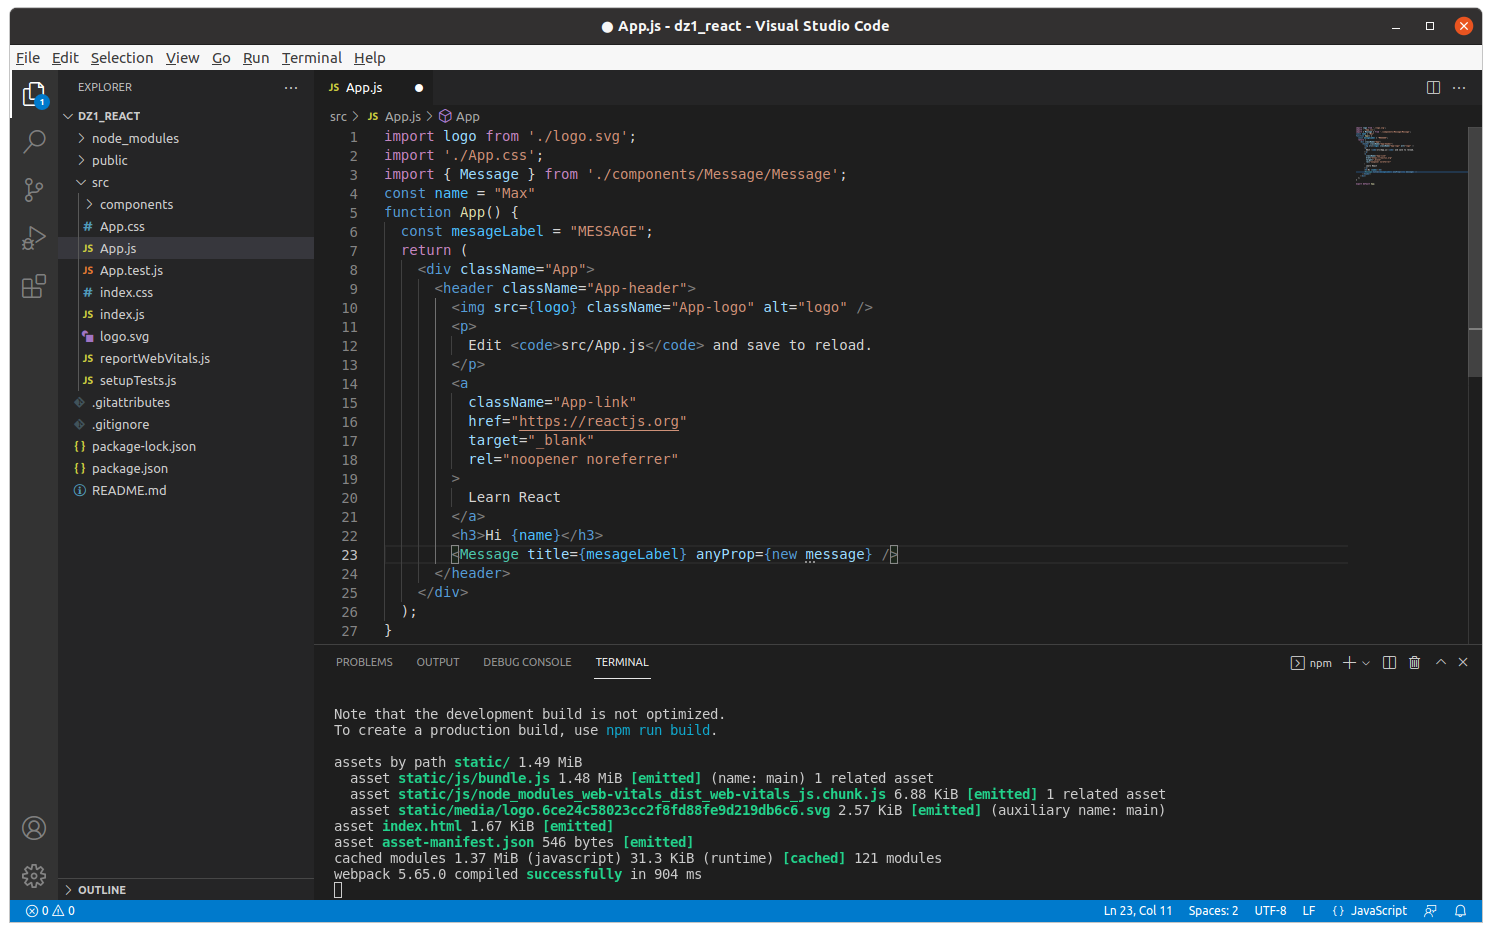 ● App.js - dz1_react - Visual Studio Code
File Edit Selection View Go Run Terminal Help
EXPLORER
DZ1_REACT
node_modules
public
src
components
# App.css
JS App.js
JS App.test.js
# index.css
JS index.js
logo.svg
JS reportWebVitals.js
JS setupTests.js
.gitattributes
.gitignore
{} package-lock.json
{} package.json
README.md
OUTLINE
1
JS App.js ●
src > JS App.js > App
1 import logo from './logo.svg';
2 import './App.css';
3 import { Message } from './components/Message/Message';
4 const name = "Max"
5 function App() {
6 const mesageLabel = "MESSAGE";
7 return (
8 <div className="App">
9 <header className="App-header">
10 <img src={logo} className="App-logo" alt="logo" />
11 <p>
12 Edit <code>src/App.js</code> and save to reload.
13 </p>
14 <a
15 className="App-link"
16 href="https://reactjs.org"
17 target="_blank"
18 rel="noopener noreferrer"
19 >
20 Learn React
21 </a>
22 <h3>Hi {name}</h3>
23 <Message title={mesageLabel} anyProp={new message} />
24 </header>
25 </div>
26 );
27 }
PROBLEMS OUTPUT DEBUG CONSOLE TERMINAL
npm
Note that the development build is not optimized.
To create a production build, use npm run build.
assets by path static/ 1.49 MiB
asset static/js/bundle.js 1.48 MiB [emitted] (name: main) 1 related asset
asset static/js/node_modules_web-vitals_dist_web-vitals_js.chunk.js 6.88 KiB [emitted] 1 related asset
asset static/media/logo.6ce24c58023cc2f8fd88fe9d219db6c6.svg 2.57 KiB [emitted] (auxiliary name: main)
asset index.html 1.67 KiB [emitted]
asset asset-manifest.json 546 bytes [emitted]
cached modules 1.37 MiB (javascript) 31.3 KiB (runtime) [cached] 121 modules
webpack 5.65.0 compiled successfully in 904 ms
0 0 Ln 23, Col 11 Spaces: 2 UTF-8 LF {} JavaScript